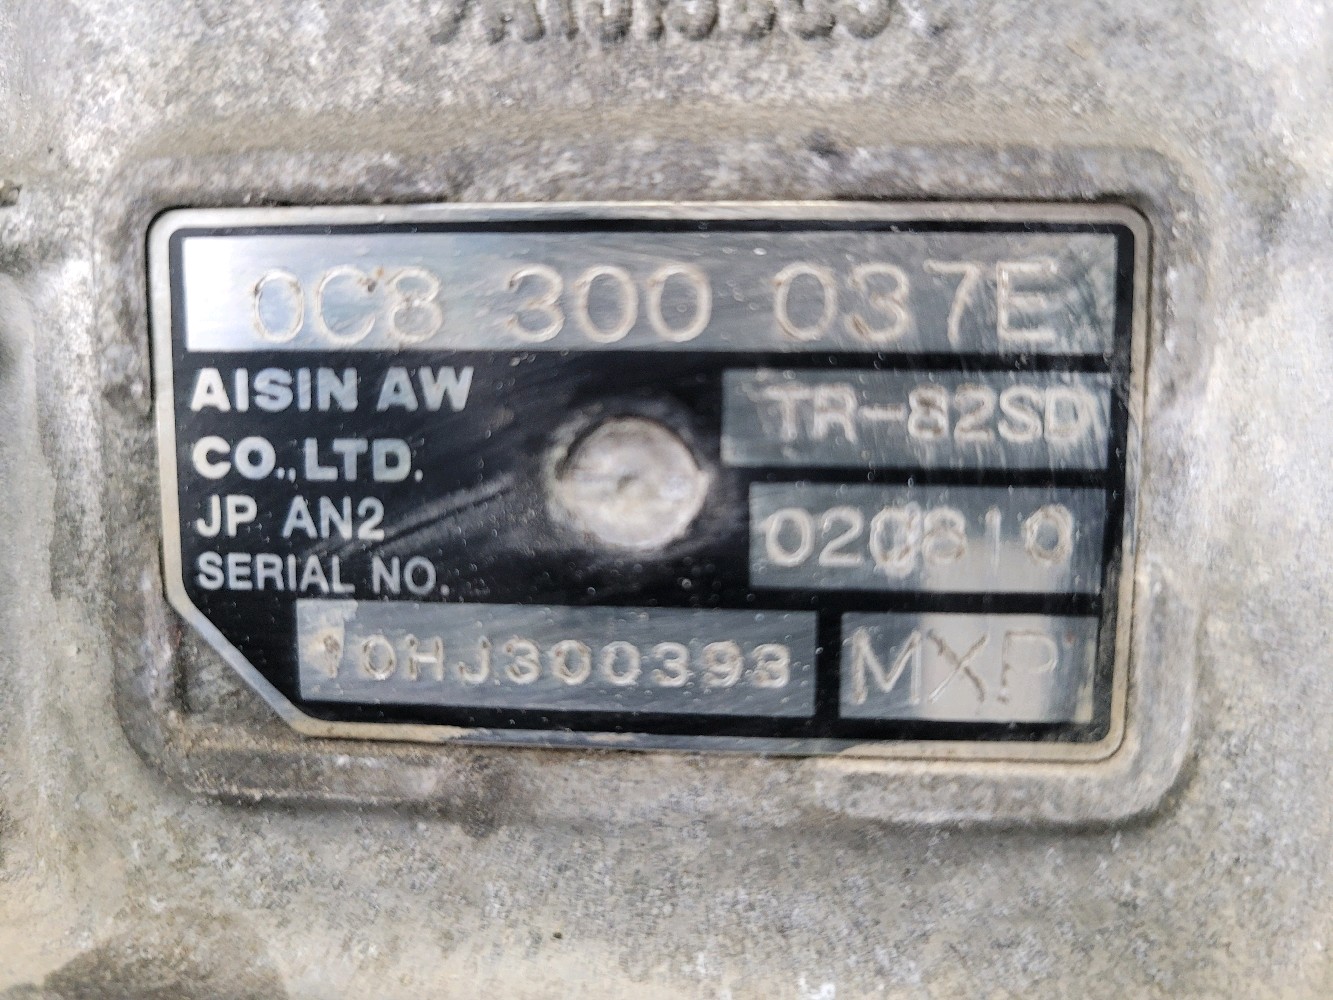 0C8 300 037E
AISIN AW
CO.,LTD.
TR-82SD
JP AN2
020810
SERIAL NO.
10HJ300393
MXP